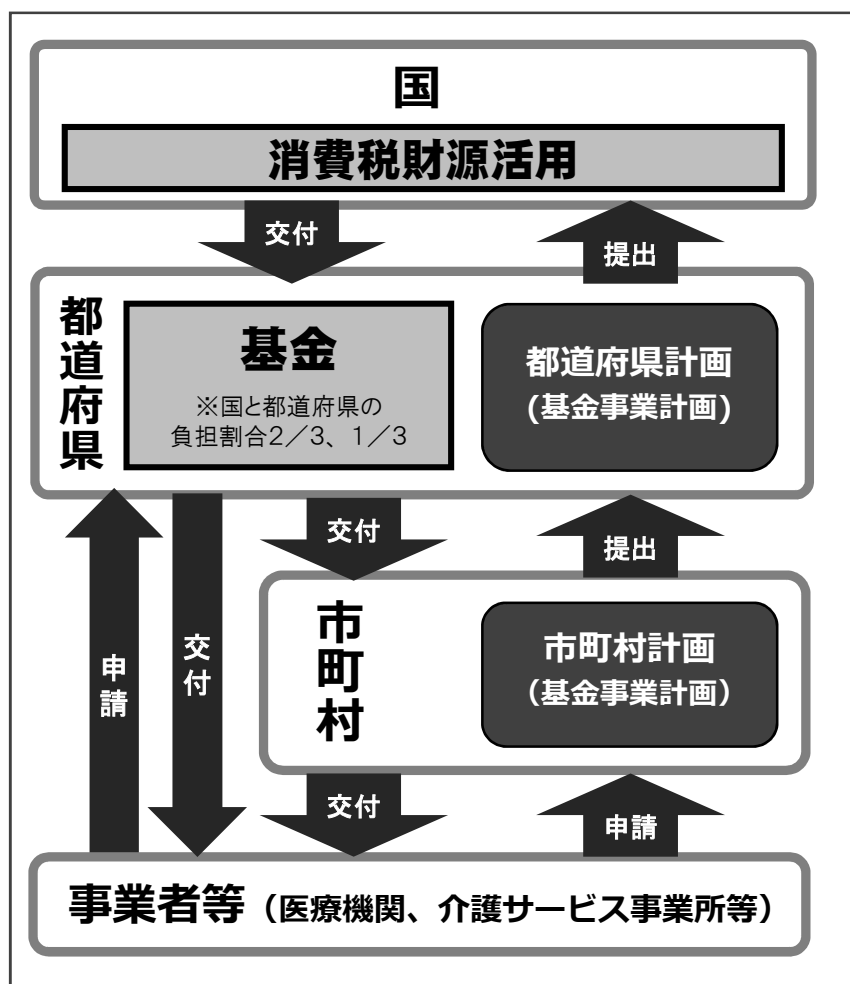 国
消費税財源活用
交付
提出
都道府県
基金
※国と都道府県の
負担割合2/3、1/3
都道府県計画
(基金事業計画)
交付
提出
申請
交付
市町村
市町村計画
(基金事業計画)
交付
申請
事業者等(医療機関、介護サービス事業所等)